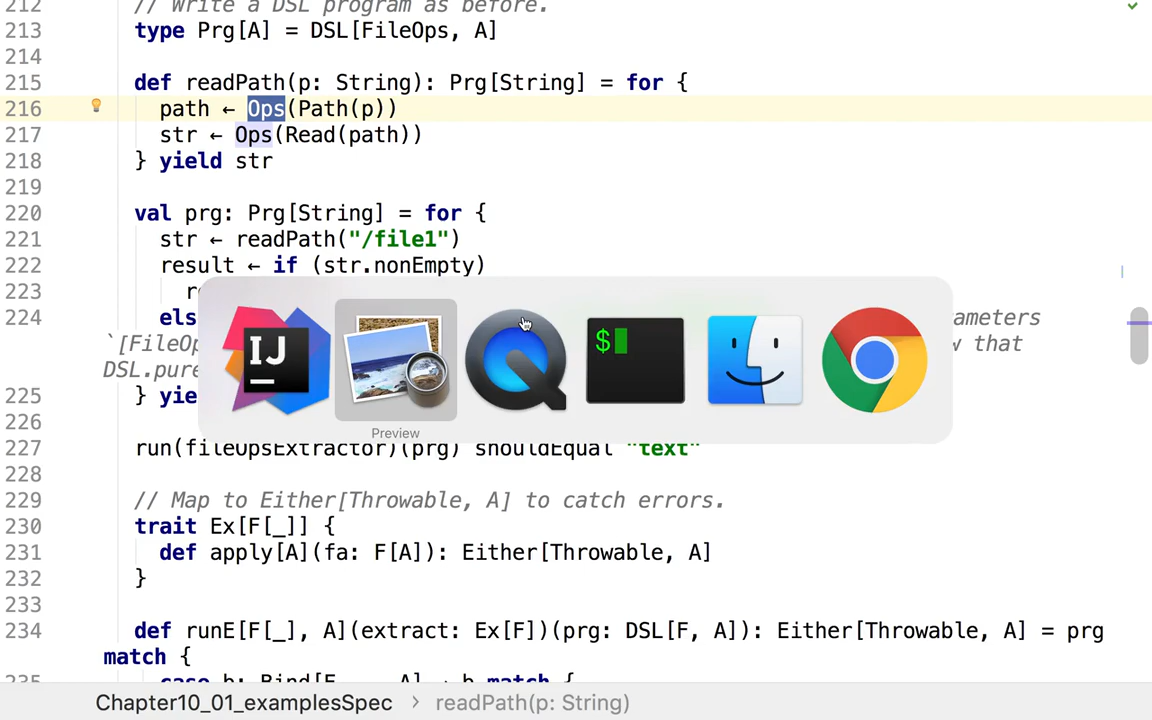 212 // Write a DSL program as before.
213 type Prg[A] = DSL[FileOps, A]
214
215 def readPath(p: String): Prg[String] = for {
216 path ← Ops(Path(p))
217 str ← Ops(Read(path))
218 } yield str
219
220 val prg: Prg[String] = for {
221 str ← readPath("/file1")
222 result ← if (str.nonEmpty)
223 r
224 els ameters
`[FileOp w that
DSL.pure
225 } yie
226
227 run(fileOpsExtractor)(prg) shouldEqual "text"
228
229 // Map to Either[Throwable, A] to catch errors.
230 trait Ex[F[_]] {
231 def apply[A](fa: F[A]): Either[Throwable, A]
232 }
233
234 def runE[F[_], A](extract: Ex[F])(prg: DSL[F, A]): Either[Throwable, A] = prg
match {
235 case b: Bind[F, _, A] ⇒ b match {
IJ
$
Preview
Chapter10_01_examplesSpec > readPath(p: String)